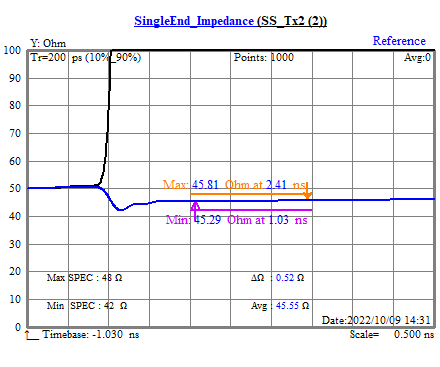 SingleEnd_Impedance (SS_Tx2 (2))
Y: Ohm Reference
Tr=200 ps (10%_90%) Points: 1000 Avg:0
100
90
80
70
60
50
40
30
20
10
0
Max: 45.81 Ohm at 2.41 ns
Min: 45.29 Ohm at 1.03 ns
Max SPEC : 48 Ω ΔΩ : 0.52 Ω
Min SPEC : 42 Ω Avg : 45.55 Ω
Date:2022/10/09 14:31
Timebase: -1.030 ns Scale= 0.500 ns